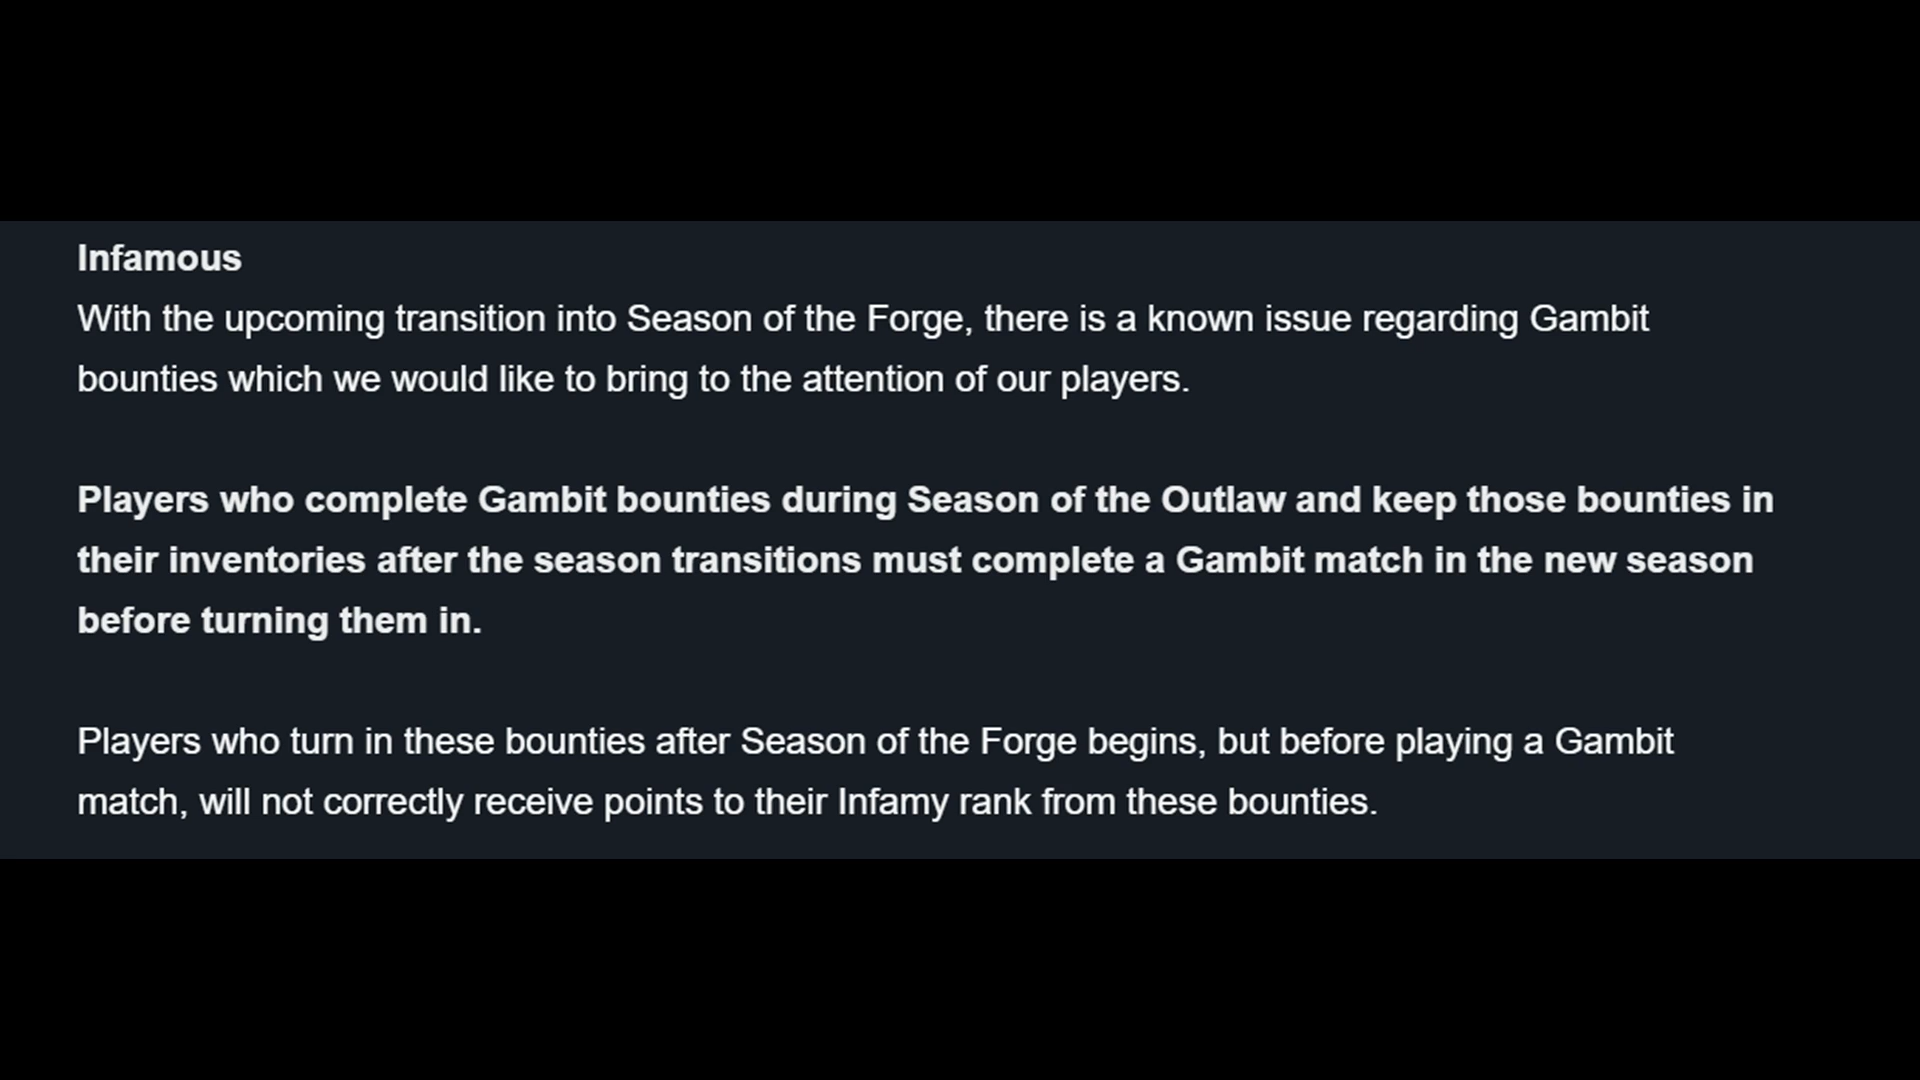 Infamous
With the upcoming transition into Season of the Forge, there is a known issue regarding Gambit
bounties which we would like to bring to the attention of our players.
Players who complete Gambit bounties during Season of the Outlaw and keep those bounties in
their inventories after the season transitions must complete a Gambit match in the new season
before turning them in.
Players who turn in these bounties after Season of the Forge begins, but before playing a Gambit
match, will not correctly receive points to their Infamy rank from these bounties.